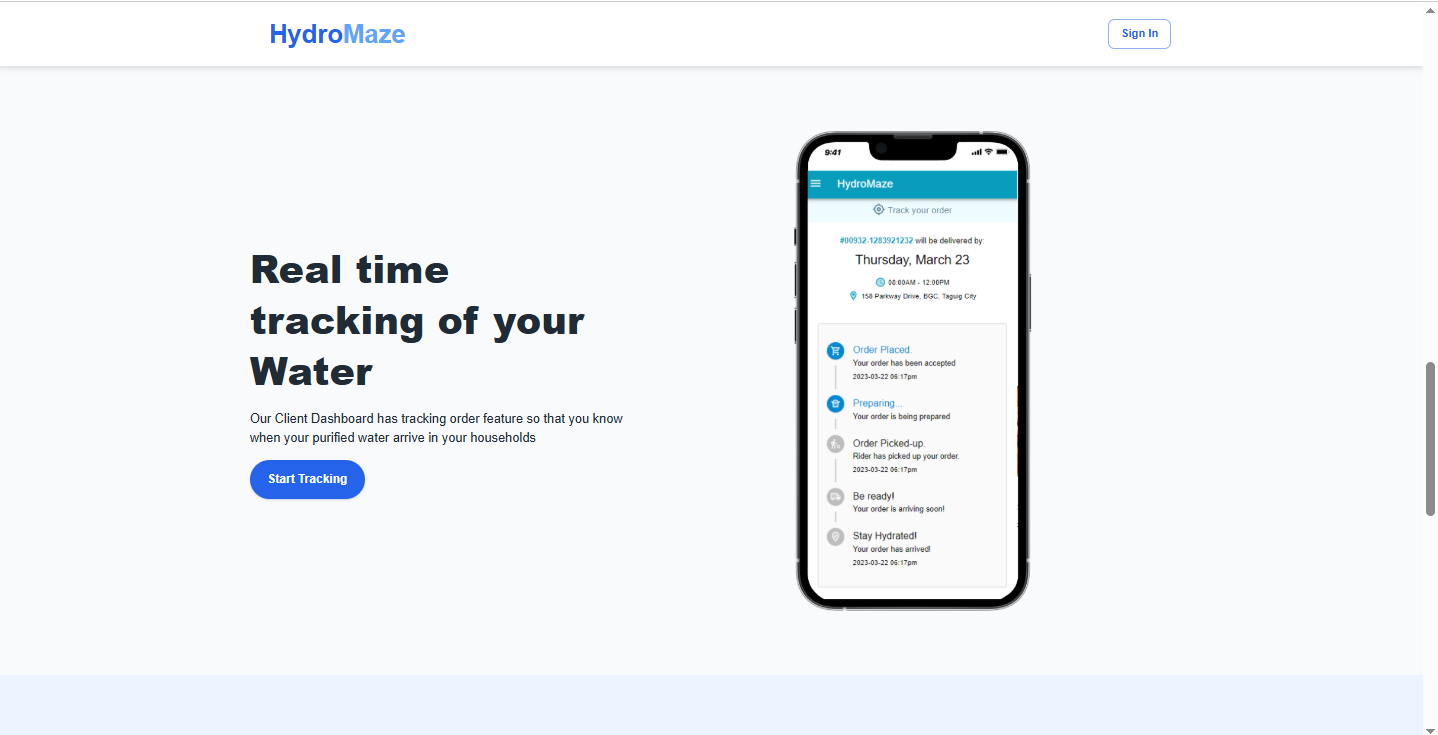 HydroMaze
Sign In
Real time
tracking of your
Water
Our Client Dashboard has tracking order feature so that you know
when your purified water arrive in your households
Start Tracking
9:41
HydroMaze
Track your order
#00932-1283921232 will be delivered by:
Thursday, March 23
08:00AM - 12:00PM
158 Parkway Drive, BGC, Taguig City
Order Placed.
Your order has been accepted
2023-03-22 06:17pm
Preparing...
Your order is being prepared
Order Picked-up.
Rider has picked up your order.
2023-03-22 06:17pm
Be ready!
Your order is arriving soon!
Stay Hydrated!
Your order has arrived!
2023-03-22 06:17pm